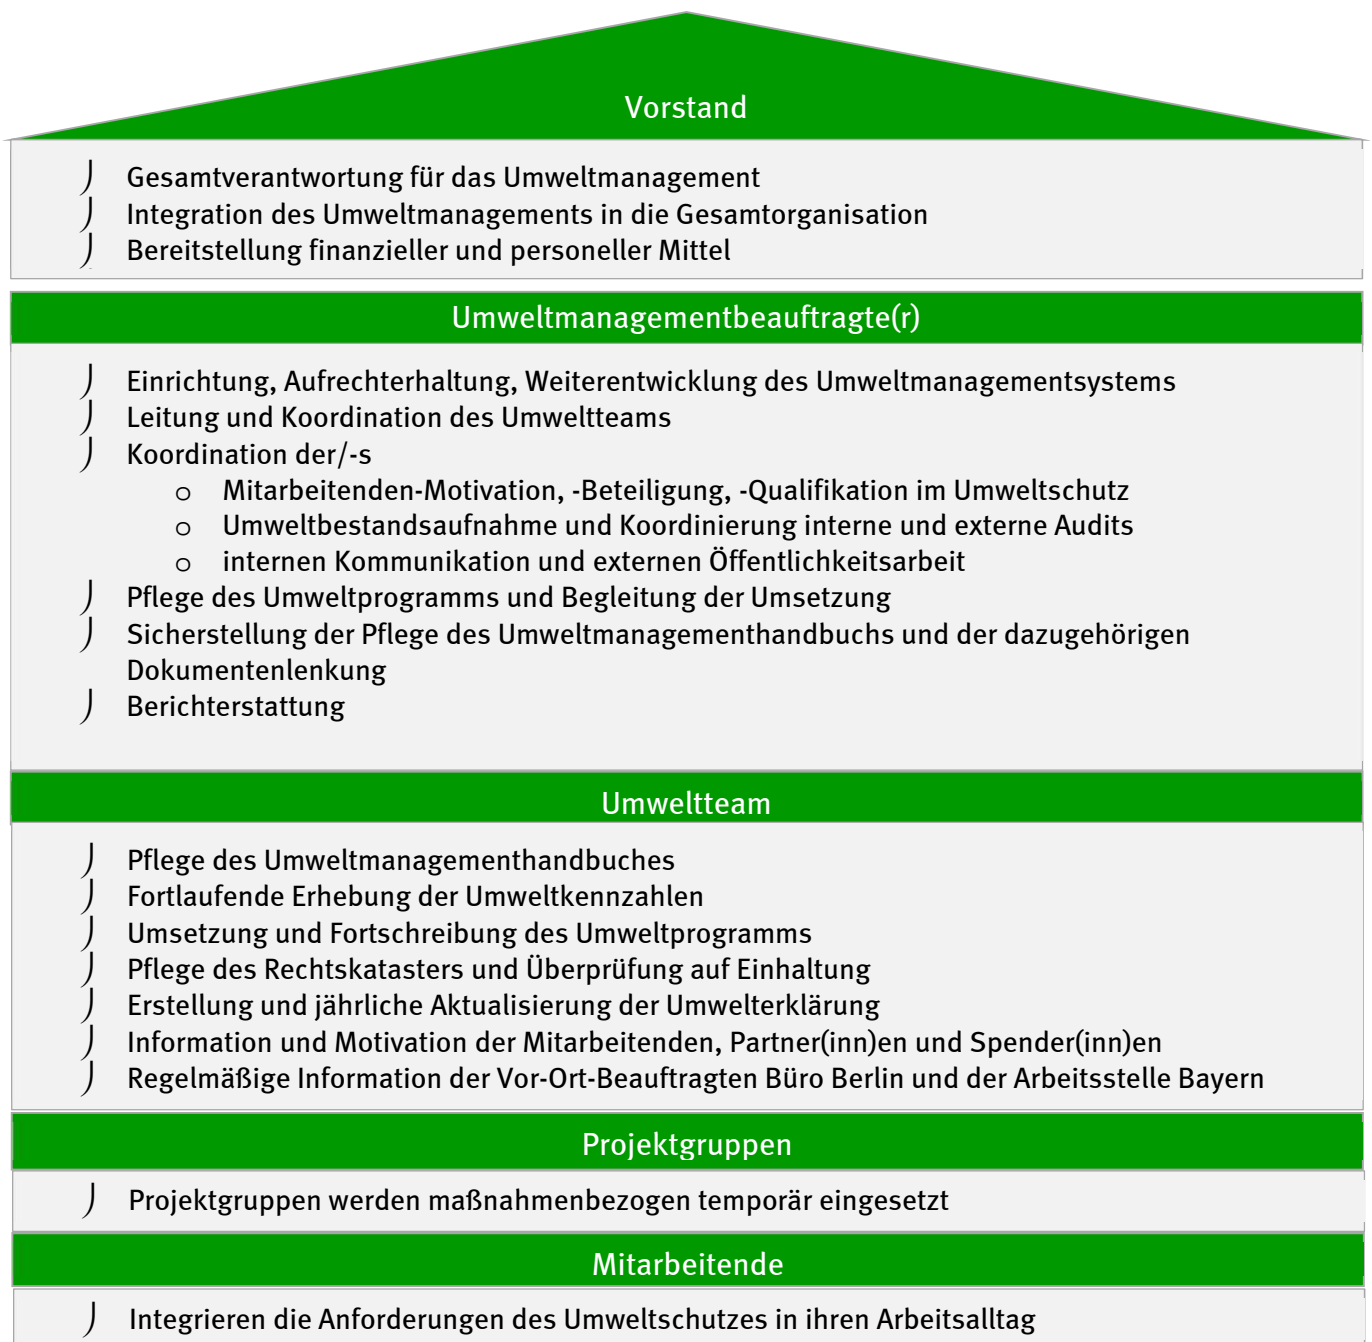 Vorstand
Gesamtverantwortung für das Umweltmanagement
Integration des Umweltmanagements in die Gesamtorganisation
Bereitstellung finanzieller und personeller Mittel
Umweltmanagementbeauftragte(r)
Einrichtung, Aufrechterhaltung, Weiterentwicklung des Umweltmanagementsystems
Leitung und Koordination des Umweltteams
Koordination der/-s
o Mitarbeitenden-Motivation, -Beteiligung, -Qualifikation im Umweltschutz
o Umweltbestandsaufnahme und Koordinierung interne und externe Audits
o internen Kommunikation und externen Öffentlichkeitsarbeit
Pflege des Umweltprogramms und Begleitung der Umsetzung
Sicherstellung der Pflege des Umweltmanagementhandbuchs und der dazugehörigen
Dokumentenlenkung
Berichterstattung
Umweltteam
Pflege des Umweltmanagementhandbuches
Fortlaufende Erhebung der Umweltkennzahlen
Umsetzung und Fortschreibung des Umweltprogramms
Pflege des Rechtskatasters und Überprüfung auf Einhaltung
Erstellung und jährliche Aktualisierung der Umwelterklärung
Information und Motivation der Mitarbeitenden, Partner(inn)en und Spender(inn)en
Regelmäßige Information der Vor-Ort-Beauftragten Büro Berlin und der Arbeitsstelle Bayern
Projektgruppen
Projektgruppen werden maßnahmenbezogen temporär eingesetzt
Mitarbeitende
Integrieren die Anforderungen des Umweltschutzes in ihren Arbeitsalltag